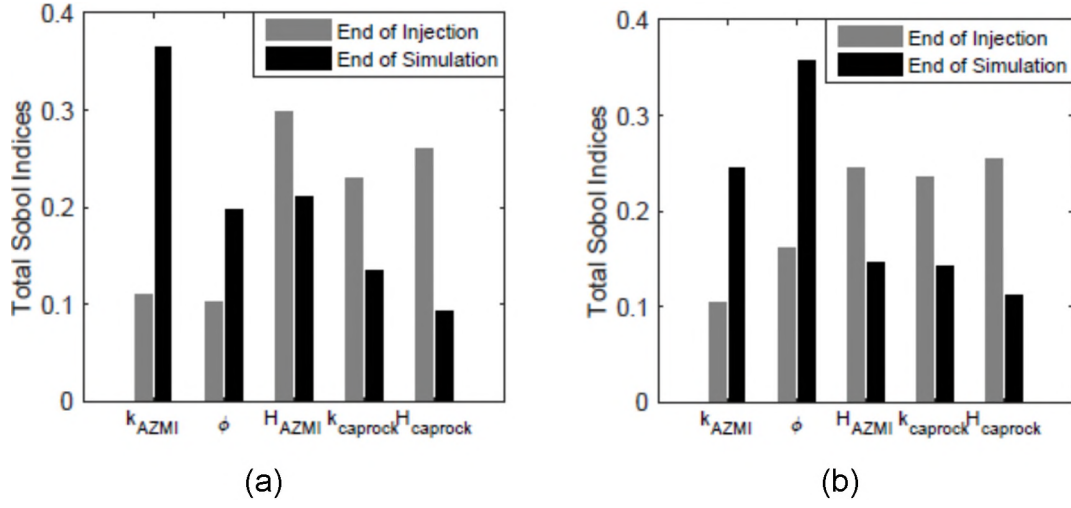 0.4
0.3
0.2
0.1
0
Total Sobol Indices
End of Injection
End of Simulation
k_AZMI ϕ H_AZMI k_caprock H_caprock
(a)
0.4
0.3
0.2
0.1
0
Total Sobol Indices
End of Injection
End of Simulation
k_AZMI ϕ H_AZMI k_caprock H_caprock
(b)